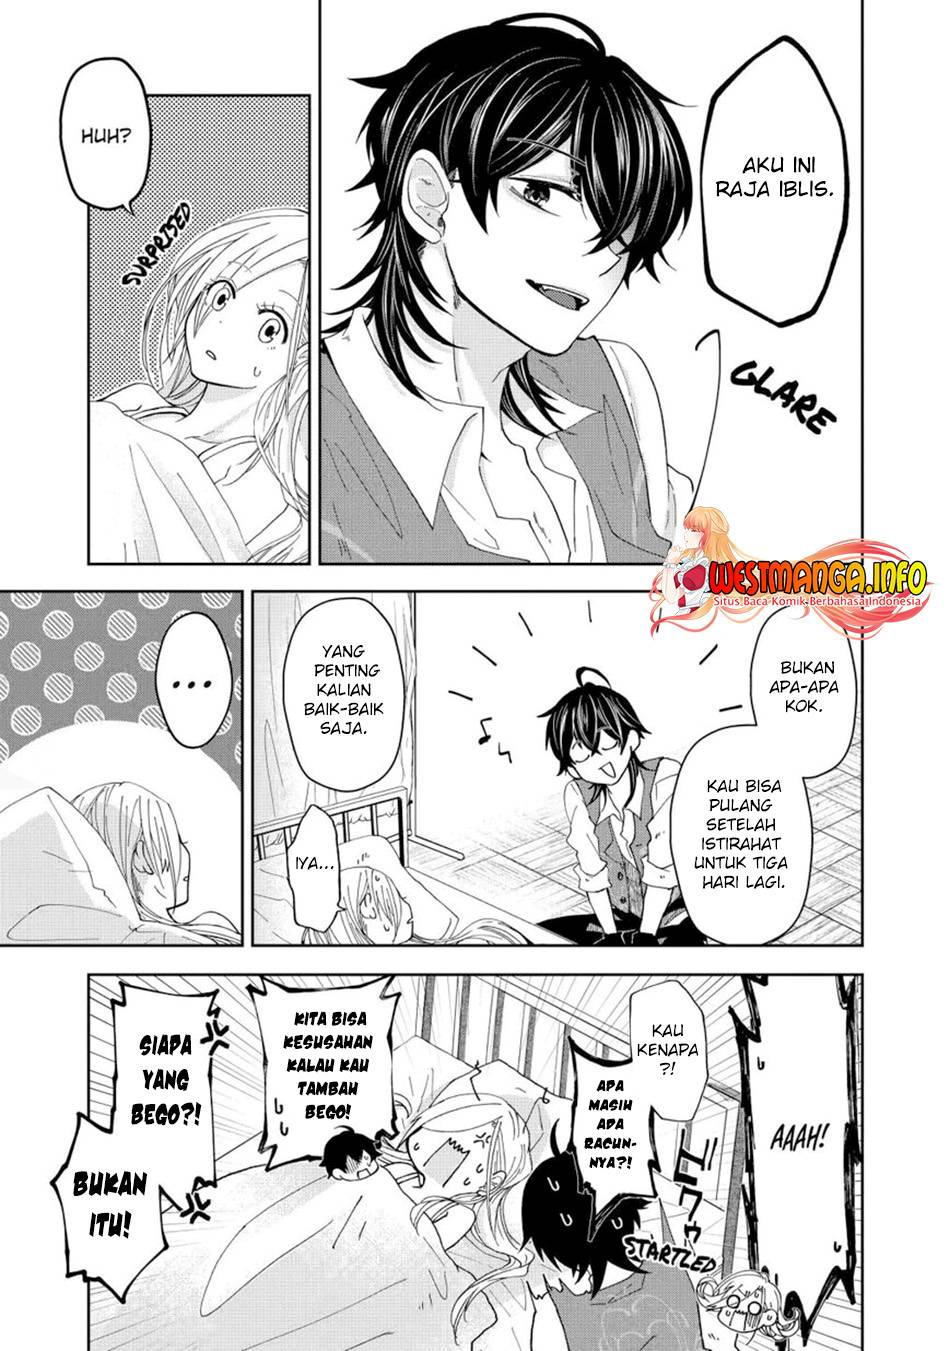 AKU INI
RAJA IBLIS.
GLARE
HUH?
SURPRISED
WESTMANGA.INFO
Situs Baca Komik Berbahasa Indonesia
BUKAN
APA-APA
KOK.
KAU BISA
PULANG
SETELAH
ISTIRAHAT
UNTUK TIGA
HARI LAGI.
YANG
PENTING
KALIAN
BAIK-BAIK
SAJA.
IYA...
...
AAAH!
KAU
KENAPA
?!
APA
MASIH
ADA
RACUN-
NYA?!
STARTLED
KITA BISA
KESUSAHAN
KALAU KAU
TAMBAH
BEGO!
SIAPA
YANG
BEGO?!
BUKAN
ITU!